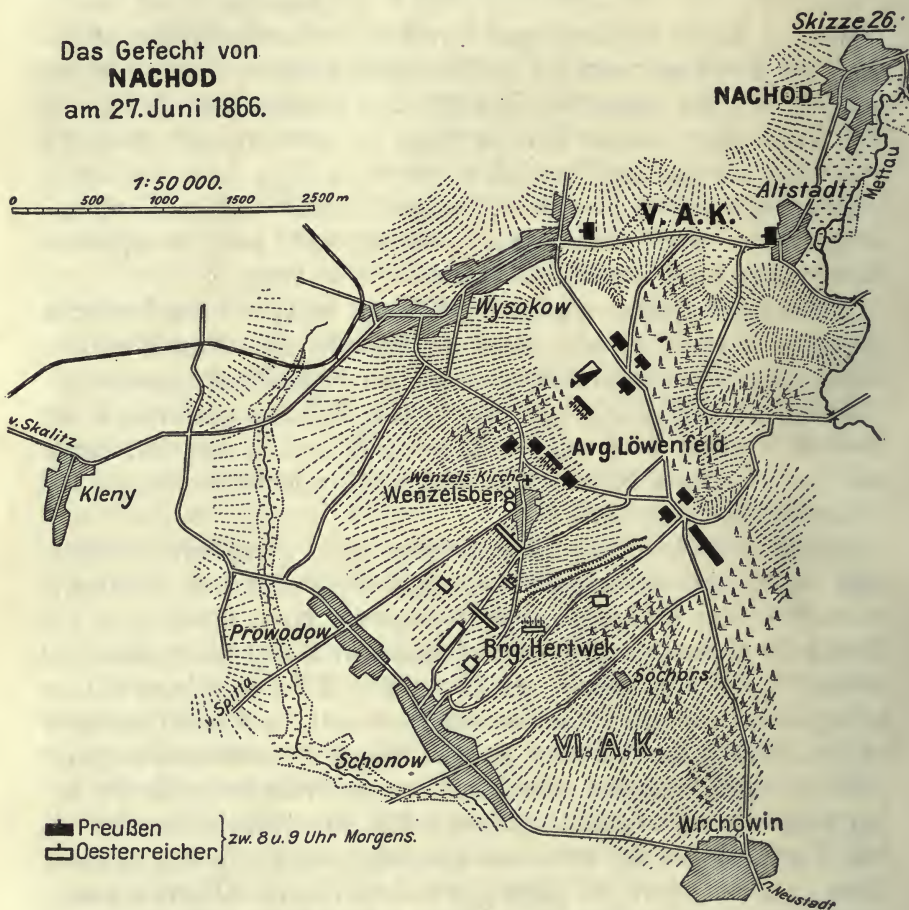 Skizze 26.
Das Gefecht von
NACHOD
am 27. Juni 1866.
1:50 000.
0 500 1000 1500 2500 m
NACHOD
Mettau
Altstadt
V. A. K.
Wysokow
v. Skalitz
Kleny
Avg. Löwenfeld
Wenzels Kirche
Wenzelsberg
Prowodow
Brg. Hertwek
Sochors
v. Spitta
Schonow
VI. A. K.
Wrchowin
n. Neustadt
Preußen
Oesterreicher
zw. 8 u. 9 Uhr Morgens.